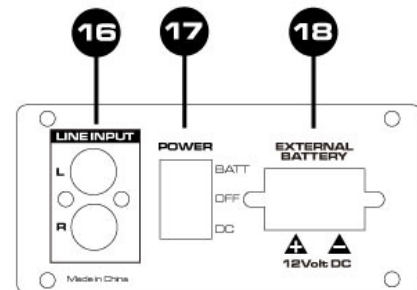 16 17 18
LINE INPUT
L
R
POWER
BATT
OFF
DC
EXTERNAL
BATTERY
+ −
12Volt DC
Made in China